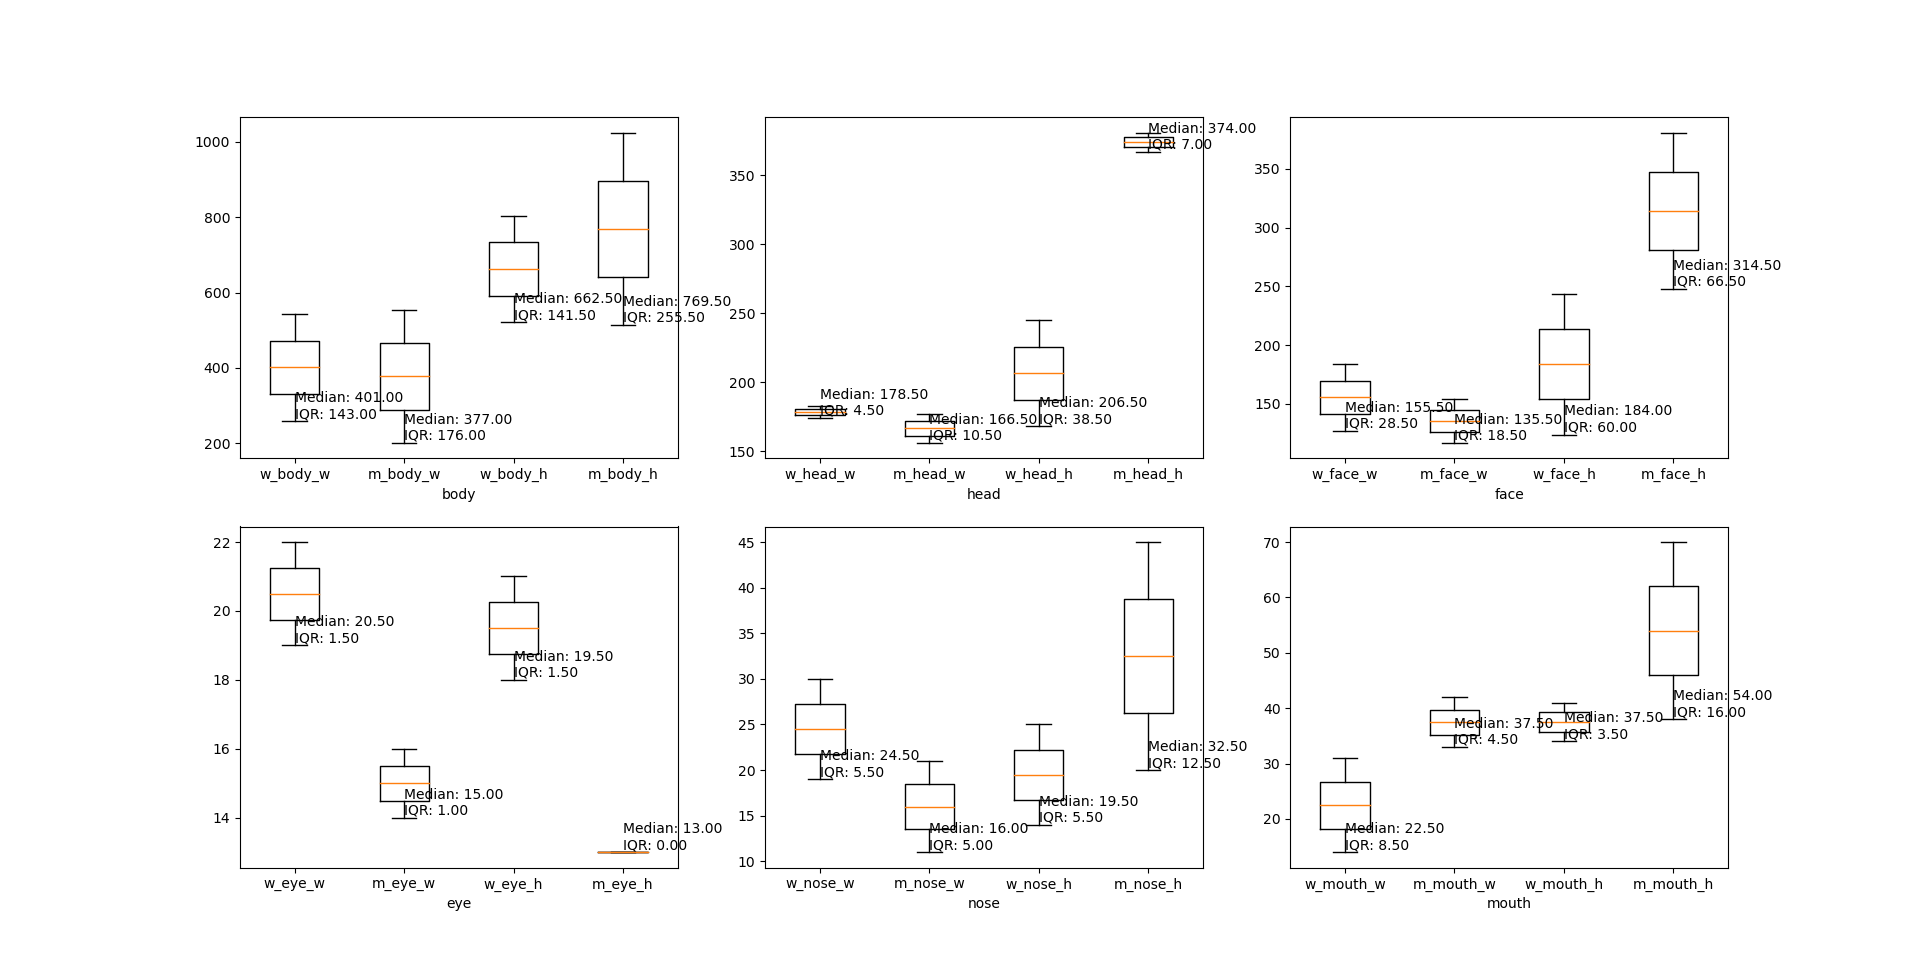 1000
800
600
400
200
Median: 401.00
IQR: 143.00
Median: 377.00
IQR: 176.00
Median: 662.50
IQR: 141.50
Median: 769.50
IQR: 255.50
w_body_w m_body_w w_body_h m_body_h
body
350
300
250
200
150
Median: 178.50
IQR: 4.50
Median: 166.50
IQR: 10.50
Median: 206.50
IQR: 38.50
Median: 374.00
IQR: 7.00
w_head_w m_head_w w_head_h m_head_h
head
350
300
250
200
150
Median: 155.50
IQR: 28.50
Median: 135.50
IQR: 18.50
Median: 184.00
IQR: 60.00
Median: 314.50
IQR: 66.50
w_face_w m_face_w w_face_h m_face_h
face
22
20
18
16
14
Median: 20.50
IQR: 1.50
Median: 15.00
IQR: 1.00
Median: 19.50
IQR: 1.50
Median: 13.00
IQR: 0.00
w_eye_w m_eye_w w_eye_h m_eye_h
eye
45
40
35
30
25
20
15
10
Median: 24.50
IQR: 5.50
Median: 16.00
IQR: 5.00
Median: 19.50
IQR: 5.50
Median: 32.50
IQR: 12.50
w_nose_w m_nose_w w_nose_h m_nose_h
nose
70
60
50
40
30
20
Median: 22.50
IQR: 8.50
Median: 37.50
IQR: 4.50
Median: 37.50
IQR: 3.50
Median: 54.00
IQR: 16.00
w_mouth_w m_mouth_w w_mouth_h m_mouth_h
mouth